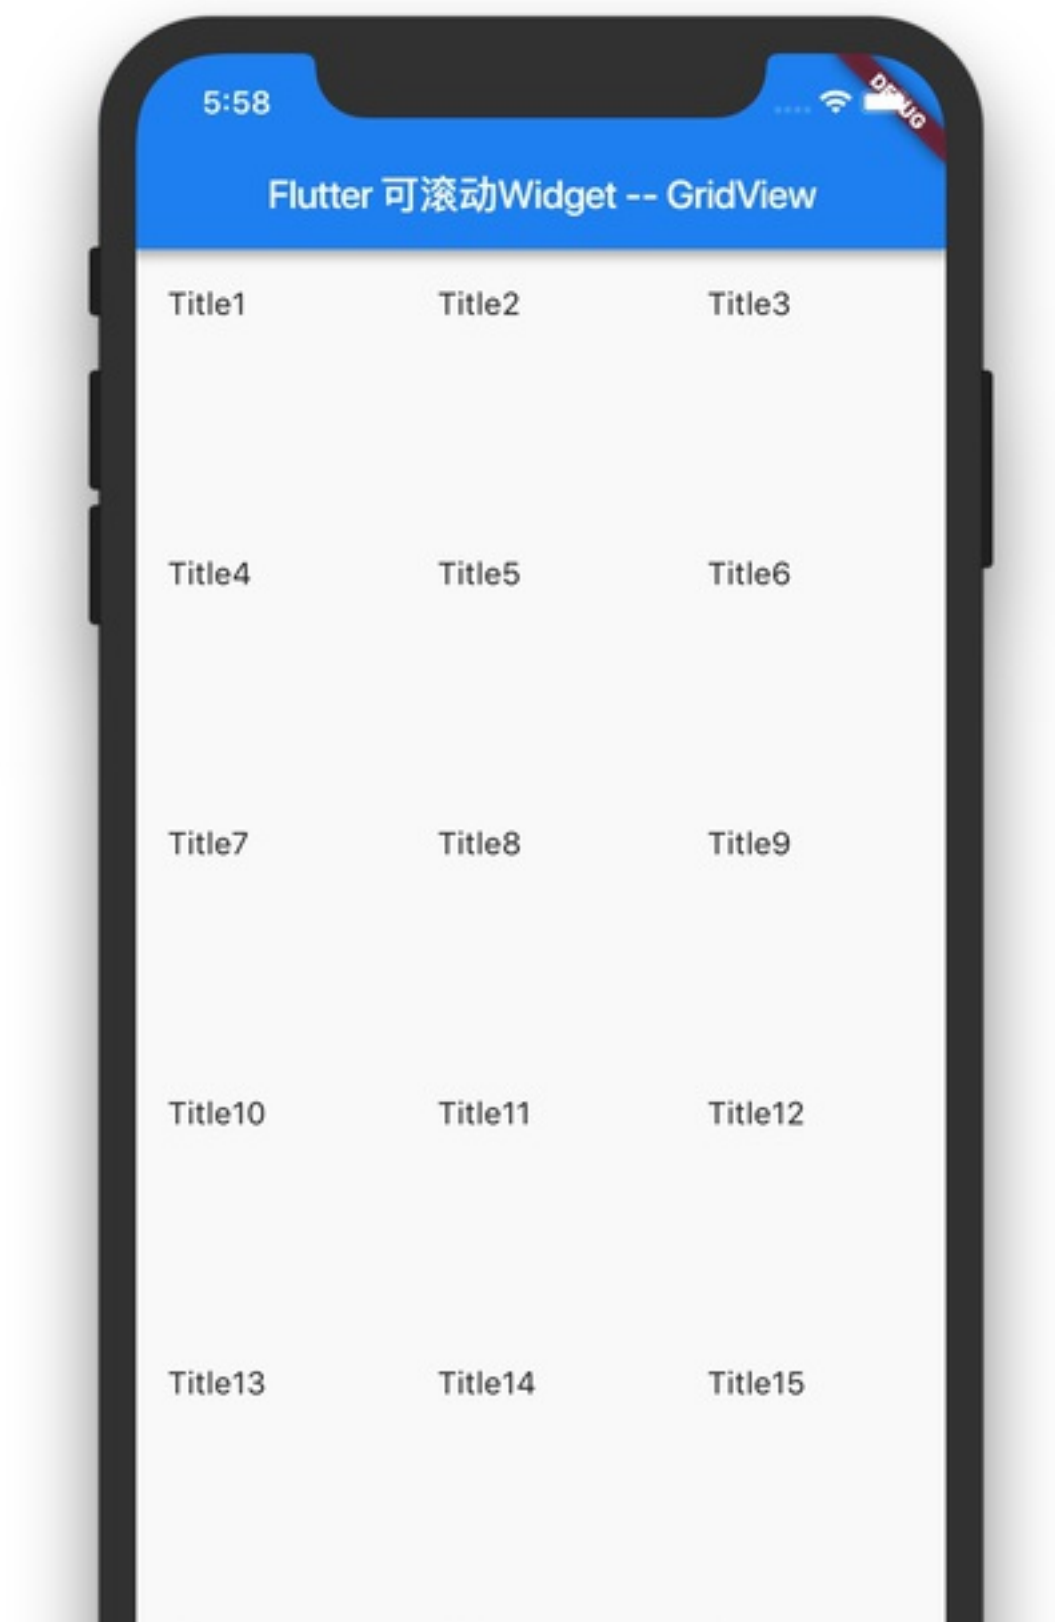 5:58
DEBUG
Flutter 可滚动Widget -- GridView
Title1 Title2 Title3
Title4 Title5 Title6
Title7 Title8 Title9
Title10 Title11 Title12
Title13 Title14 Title15